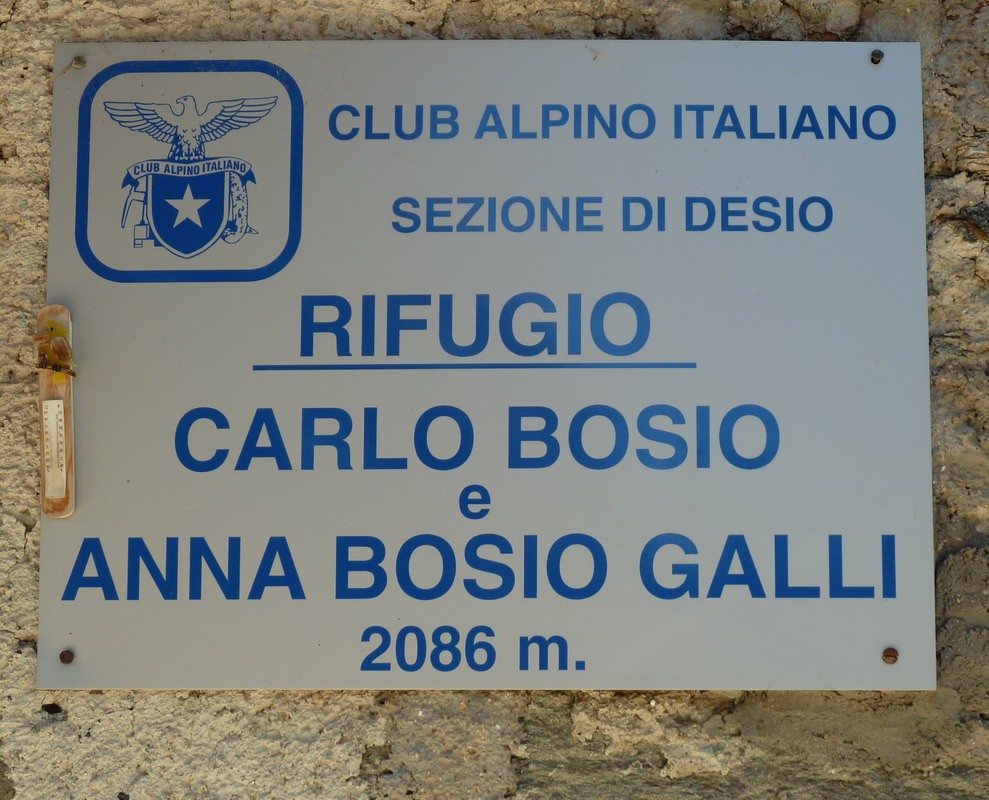 CLUB ALPINO ITALIANO
CLUB ALPINO ITALIANO
SEZIONE DI DESIO
RIFUGIO
CARLO BOSIO
e
ANNA BOSIO GALLI
2086 m.